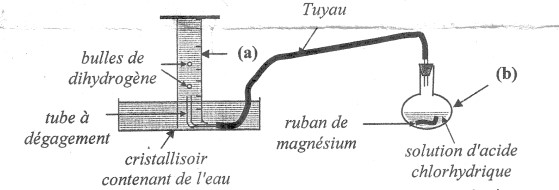 Tuyau
(a)
bulles de
dihydrogène
(b)
tube à
dégagement
ruban de
magnésium
solution d'acide
chlorhydrique
cristallisoir
contenant de l'eau